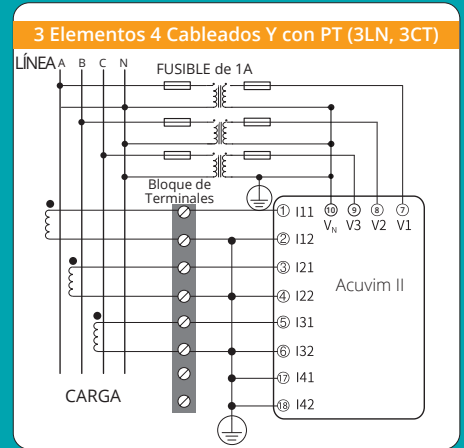 3 Elementos 4 Cableados Y con PT (3LN, 3CT)
LÍNEA A B C N
FUSIBLE de 1A
Bloque de
Terminales
10 9 8 7
VN V3 V2 V1
1 I11
2 I12
3 I21
Acuvim II
4 I22
5 I31
6 I32
17 I41
CARGA
18 I42